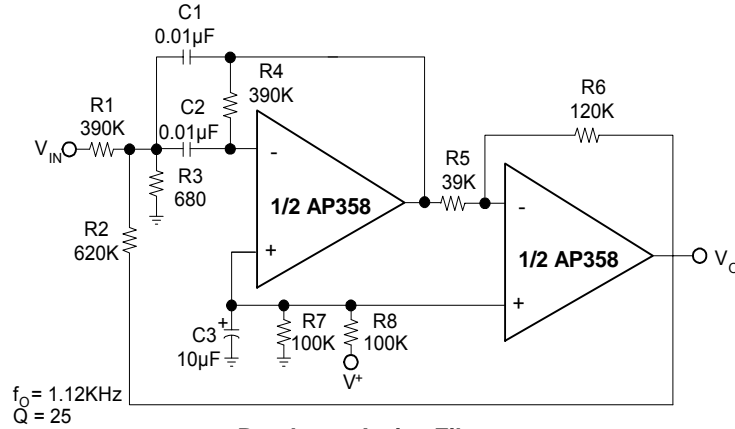 C1
0.01µF
R4
390K
R6
120K
R1
390K
C2
0.01µF
V_IN
R3
680
R5
39K
-
1/2 AP358
+
R2
620K
-
1/2 AP358
+
C3
+
10µF
R7
100K
R8
100K
V+
f_O = 1.12KHz
Q = 25